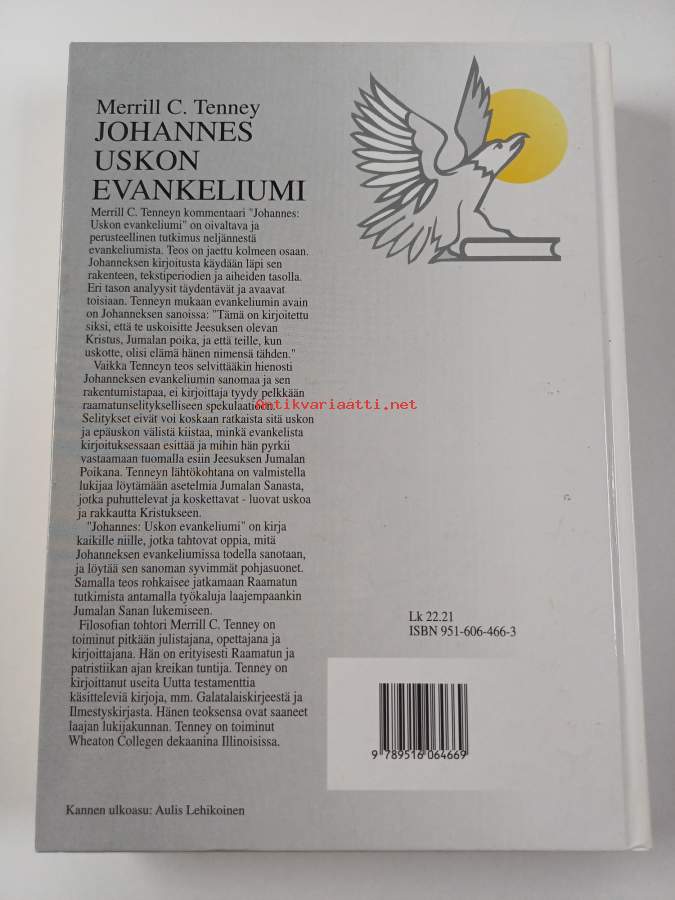 Merrill C. Tenney
JOHANNES
USKON
EVANKELIUMI
Merrill C. Tenneyn kommentaari "Johannes:
Uskon evankeliumi" on oivaltava ja
perusteellinen tutkimus neljännestä
evankeliumista. Teos on jaettu kolmeen osaan.
Johanneksen kirjoitusta käydään läpi sen
rakenteen, tekstiperiodien ja aiheiden tasolla.
Eri tason analyysit täydentävät ja avaavat
toisiaan. Tenneyn mukaan evankeliumin avain
on Johanneksen sanoissa: "Tämä on kirjoitettu
siksi, että te uskoisitte Jeesuksen olevan
Kristus, Jumalan poika, ja että teille, kun
uskotte, olisi elämä hänen nimensä tähden."
Vaikka Tenneyn teos selvittääkin hienosti
Johanneksen evankeliumin sanomaa ja sen
rakentumistapaa, ei kirjoittaja tyydy pelkkään
raamatunselitykselliseen spekulaatioon.
Antikvariaatti.net
Selitykset eivät voi koskaan ratkaista sitä uskon
ja epäuskon välistä kiistaa, minkä evankelista
kirjoituksessaan esittää ja mihin hän pyrkii
vastaamaan tuomalla esiin Jeesuksen Jumalan
Poikana. Tenneyn lähtökohtana on valmistella
lukijaa löytämään asetelmia Jumalan Sanasta,
jotka puhuttelevat ja koskettavat - luovat uskoa
ja rakkautta Kristukseen.
"Johannes: Uskon evankeliumi" on kirja
kaikille niille, jotka tahtovat oppia, mitä
Johanneksen evankeliumissa todella sanotaan,
ja löytää sen sanoman syvimmät pohjasuonet.
Samalla teos rohkaisee jatkamaan Raamatun
tutkimista antamalla työkaluja laajempaankin
Jumalan Sanan lukemiseen.
Filosofian tohtori Merrill C. Tenney on
toiminut pitkään julistajana, opettajana ja
kirjoittajana. Hän on erityisesti Raamatun ja
patristiikan ajan kreikan tuntija. Tenney on
kirjoittanut useita Uutta testamenttia
käsitteleviä kirjoja, mm. Galatalaiskirjeestä ja
Ilmestyskirjasta. Hänen teoksensa ovat saaneet
laajan lukijakunnan. Tenney on toiminut
Wheaton Collegen dekaanina Illinoisissa.
Lk 22.21
ISBN 951-606-466-3
9 789516 064669
Kannen ulkoasu: Aulis Lehikoinen